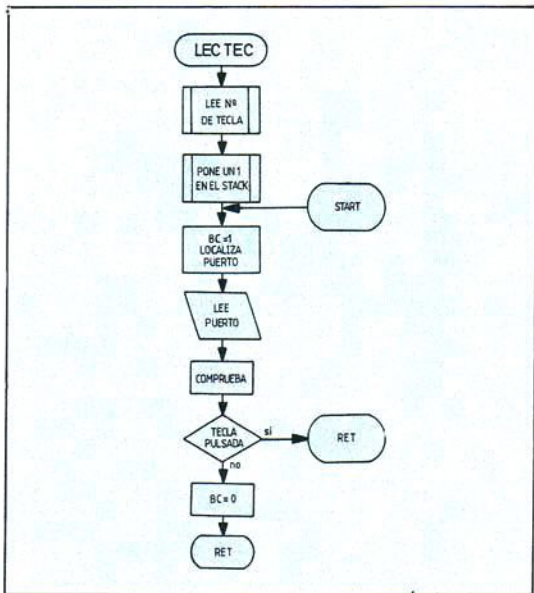 LEC TEC
LEE Nº
DE TECLA
PONE UN 1
EN EL STACK
START
BC=1
LOCALIZA
PUERTO
LEE
PUERTO
COMPRUEBA
TECLA
PULSADA
si
RET
no
BC=0
RET